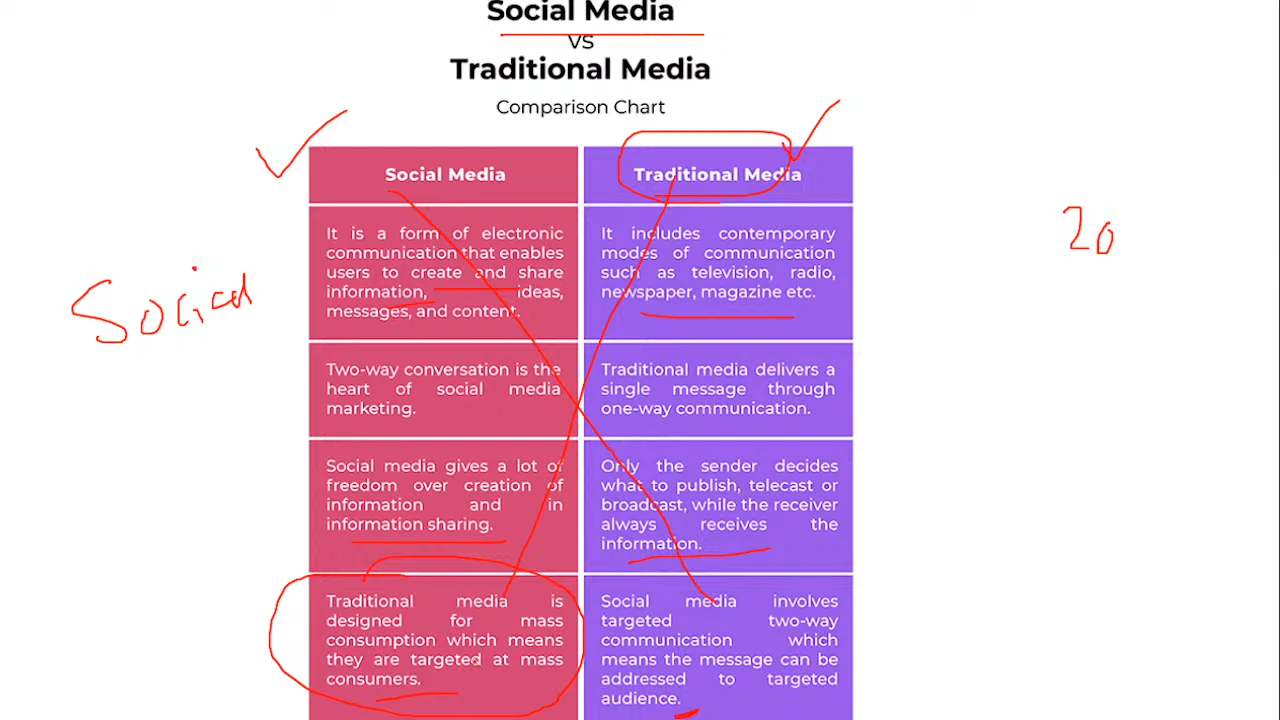 Social Media
VS
Traditional Media
Comparison Chart
Social Media
Traditional Media
It is a form of electronic
communication that enables
users to create and share
information, ideas,
messages, and content.
It includes contemporary
modes of communication
such as television, radio,
newspaper, magazine etc.
20
Social
Two-way conversation is the
heart of social media
marketing.
Traditional media delivers a
single message through
one-way communication.
Social media gives a lot of
freedom over creation of
information and in
information sharing.
Only the sender decides
what to publish, telecast or
broadcast, while the receiver
always receives the
information.
Traditional media is
designed for mass
consumption which means
they are targeted at mass
consumers.
Social media involves
targeted two-way
communication which
means the message can be
addressed to targeted
audience.